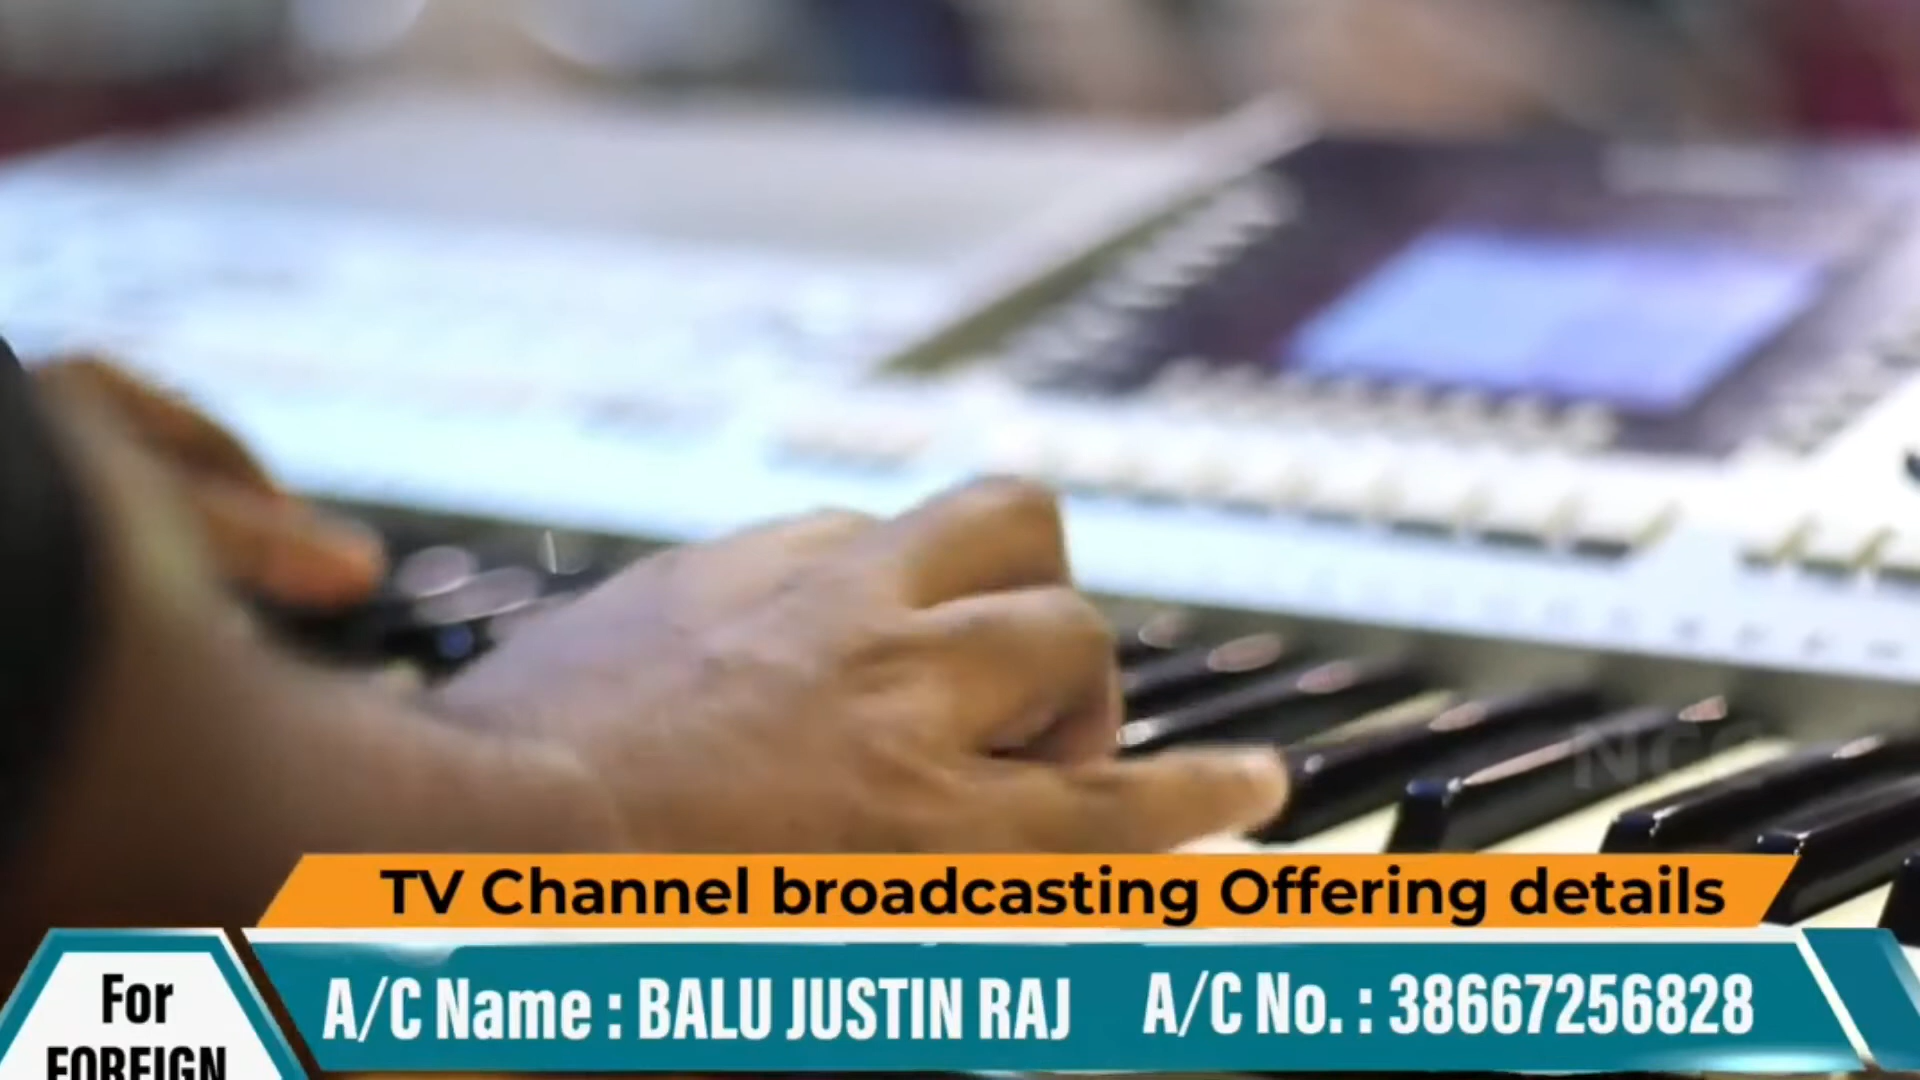 TV Channel broadcasting Offering details
For
FOREIGN
A/C Name : BALU JUSTIN RAJ
A/C No. : 38667256828